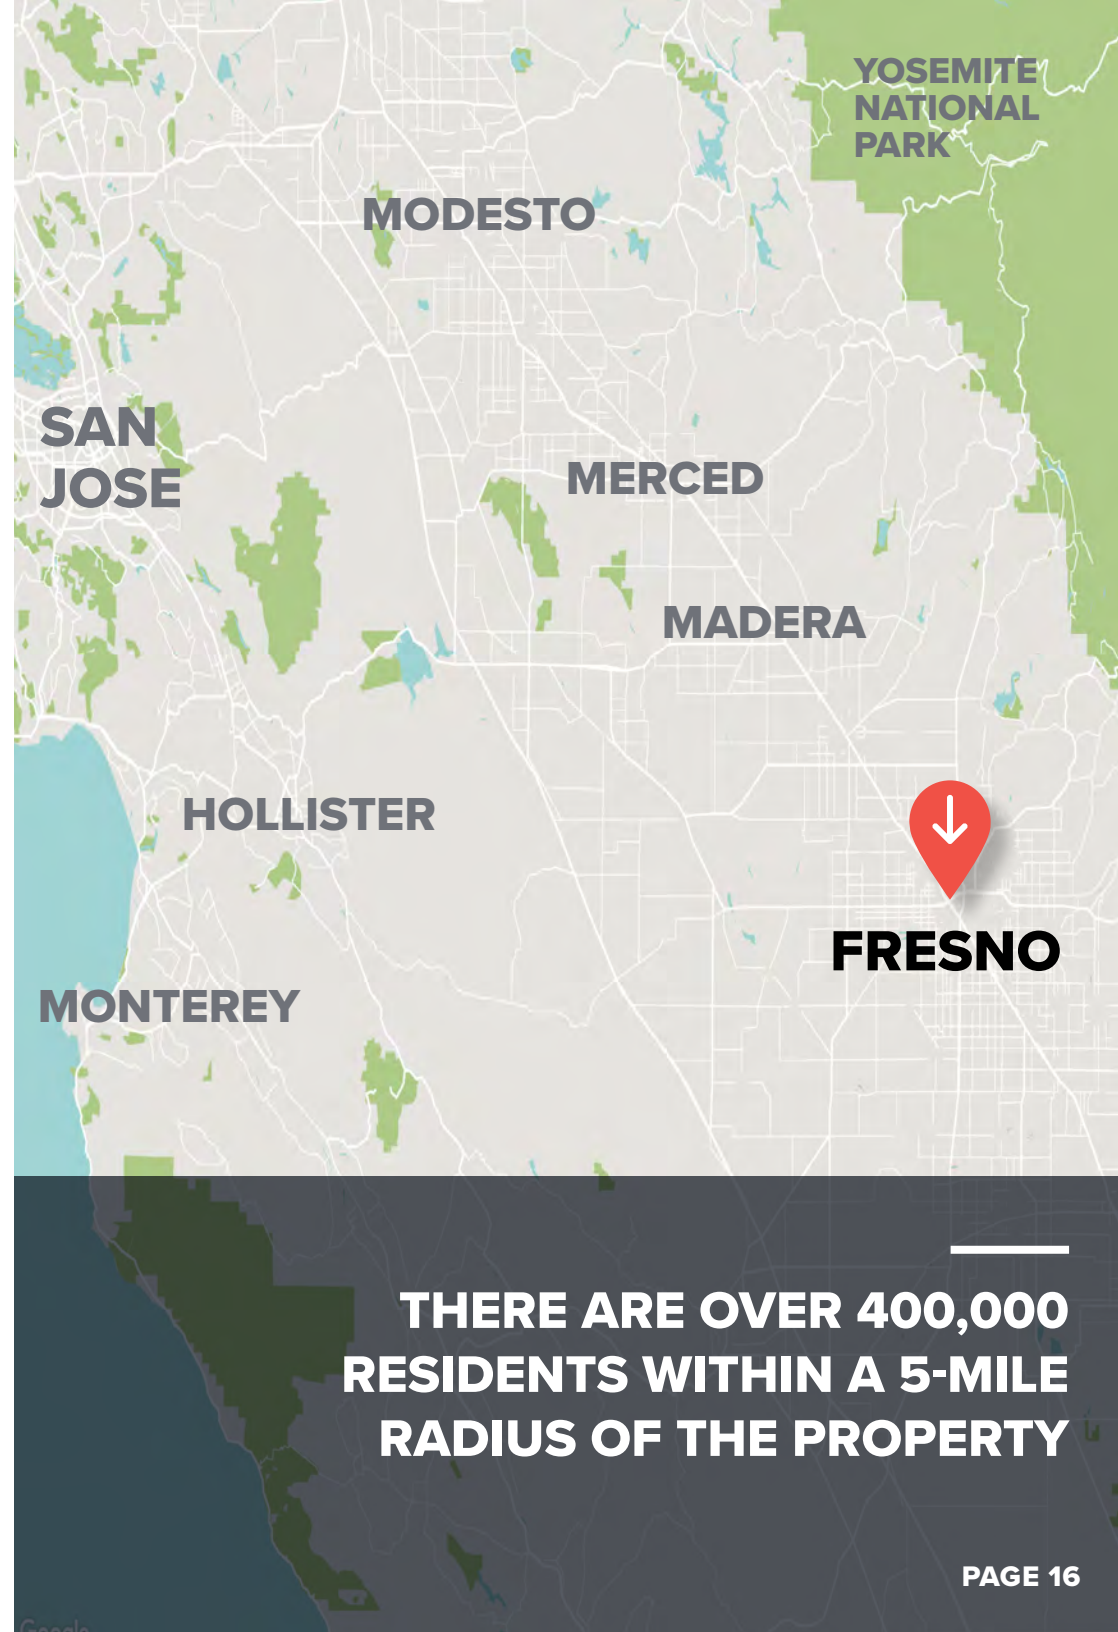 YOSEMITE
NATIONAL
PARK
MODESTO
SAN
JOSE
MERCED
MADERA
HOLLISTER
FRESNO
MONTEREY
THERE ARE OVER 400,000
RESIDENTS WITHIN A 5-MILE
RADIUS OF THE PROPERTY
PAGE 16
Google